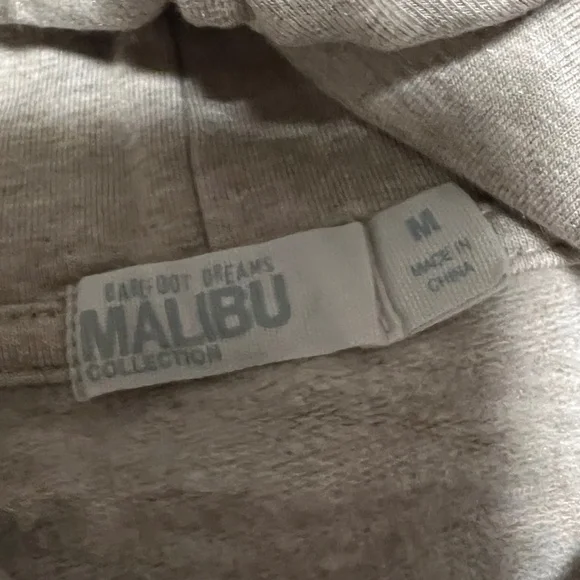 BAREFOOT DREAMS
MALIBU
COLLECTION
M
MADE IN
CHINA